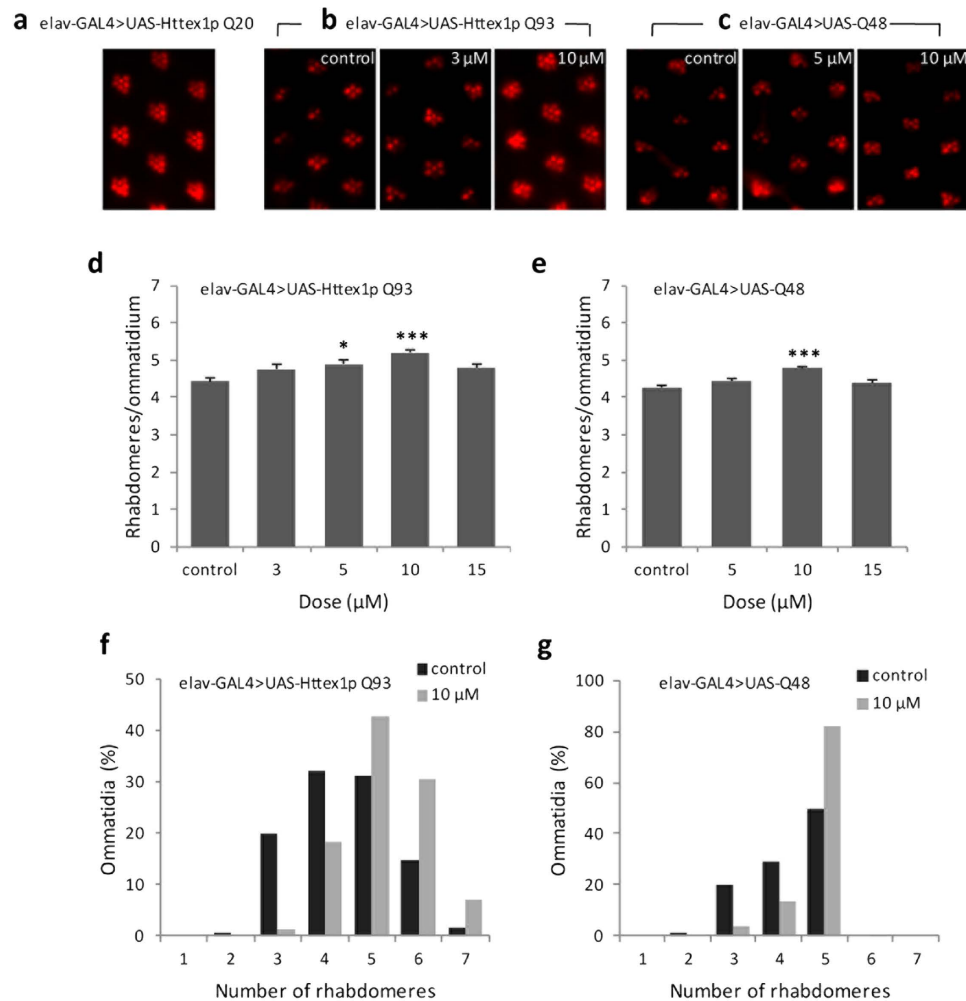 a elav-GAL4>UAS-Httex1p Q20 b elav-GAL4>UAS-Httex1p Q93 c elav-GAL4>UAS-Q48
control 3 µM 10 µM control 5 µM 10 µM
d
elav-GAL4>UAS-Httex1p Q93
Rhabdomeres/ommatidium
7
6
5
4
3
2
1
0
* ***
control 3 5 10 15
Dose (µM)
e
elav-GAL4>UAS-Q48
Rhabdomeres/ommatidium
7
6
5
4
3
2
1
0
***
control 5 10 15
Dose (µM)
f
elav-GAL4>UAS-Httex1p Q93
control
10 µM
Ommatidia (%)
50
40
30
20
10
0
1 2 3 4 5 6 7
Number of rhabdomeres
g
elav-GAL4>UAS-Q48
control
10 µM
Ommatidia (%)
100
80
60
40
20
0
1 2 3 4 5 6 7
Number of rhabdomeres